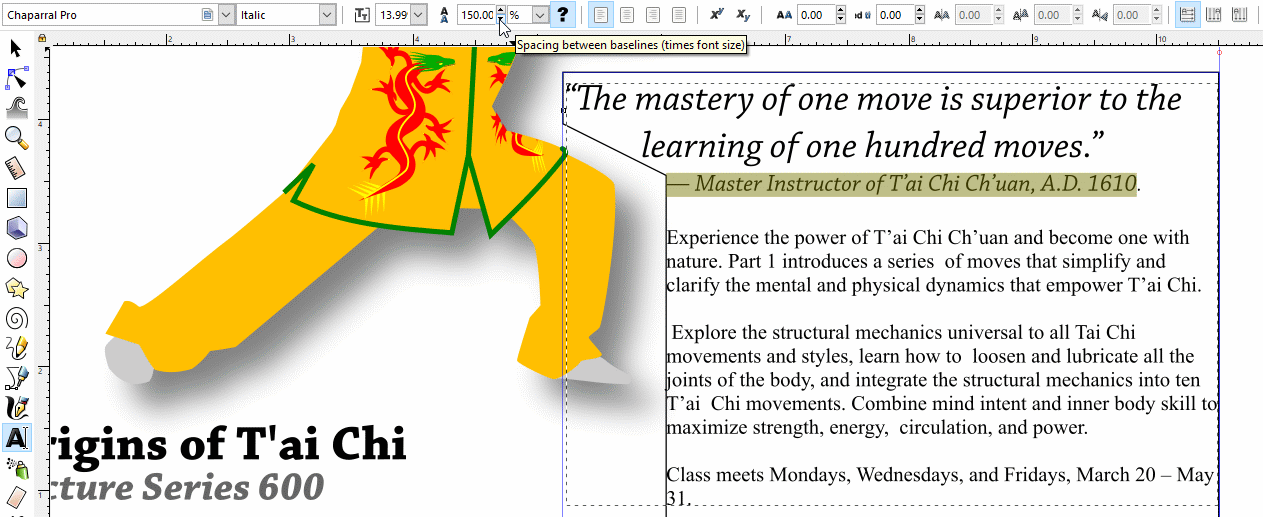 Chaparral Pro Italic 13.99 150.00 % ? 0.00 0.00 0.00 0.00 0.00
Spacing between baselines (times font size)
2 3 4 7 8 9 10
“The mastery of one move is superior to the
learning of one hundred moves.”
— Master Instructor of T’ai Chi Ch’uan, A.D. 1610.
Experience the power of T’ai Chi Ch’uan and become one with
nature. Part 1 introduces a series  of moves that simplify and
clarify the mental and physical dynamics that empower T’ai Chi.
Explore the structural mechanics universal to all Tai Chi
movements and styles, learn how to  loosen and lubricate all the
joints of the body, and integrate the structural mechanics into ten
T’ai  Chi movements. Combine mind intent and inner body skill to
maximize strength, energy,  circulation, and power.
Class meets Mondays, Wednesdays, and Fridays, March 20 – May
31.
rigins of T'ai Chi
cture Series 600
4
3
2
1